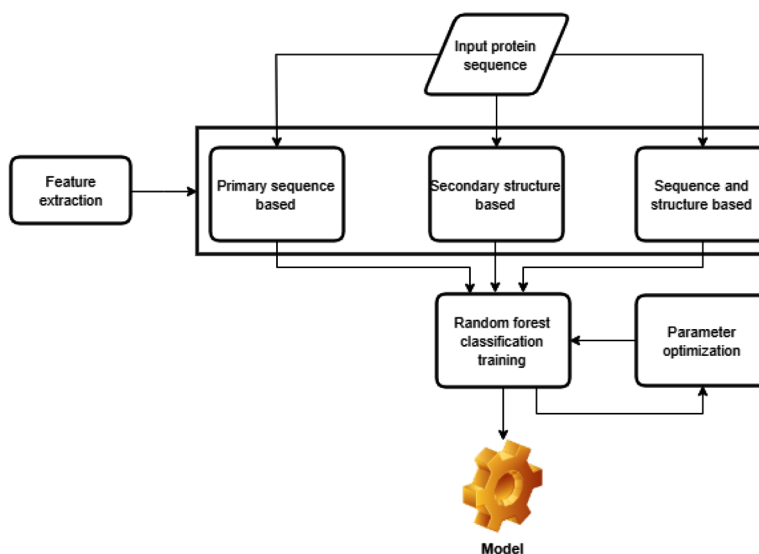 Input protein
sequence
Feature
extraction
Primary sequence
based
Secondary structure
based
Sequence and
structure based
Random forest
classification
training
Parameter
optimization
Model